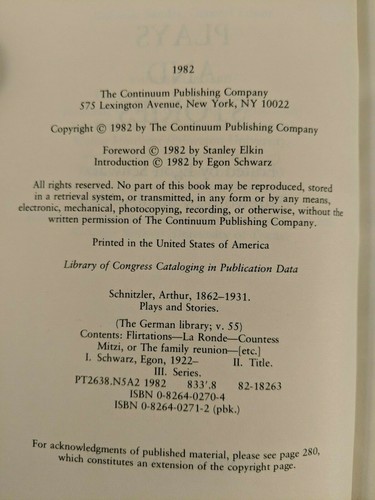 1982
The Continuum Publishing Company
575 Lexington Avenue, New York, NY 10022
Copyright © 1982 by The Continuum Publishing Company
Foreword © 1982 by Stanley Elkin
Introduction © 1982 by Egon Schwarz
All rights reserved. No part of this book may be reproduced, stored
in a retrieval system, or transmitted, in any form or by any means,
electronic, mechanical, photocopying, recording, or otherwise, without the
written permission of The Continuum Publishing Company.
Printed in the United States of America
Library of Congress Cataloging in Publication Data
Schnitzler, Arthur, 1862–1931.
Plays and Stories.
(The German library; v. 55)
Contents: Flirtations—La Ronde—Countess
Mitzi, or The family reunion—[etc.]
I. Schwarz, Egon, 1922– II. Title.
III. Series.
PT2638.N5A2 1982 833'.8 82-18263
ISBN 0-8264-0270-4
ISBN 0-8264-0271-2 (pbk.)
For acknowledgments of published material, please see page 280,
which constitutes an extension of the copyright page.